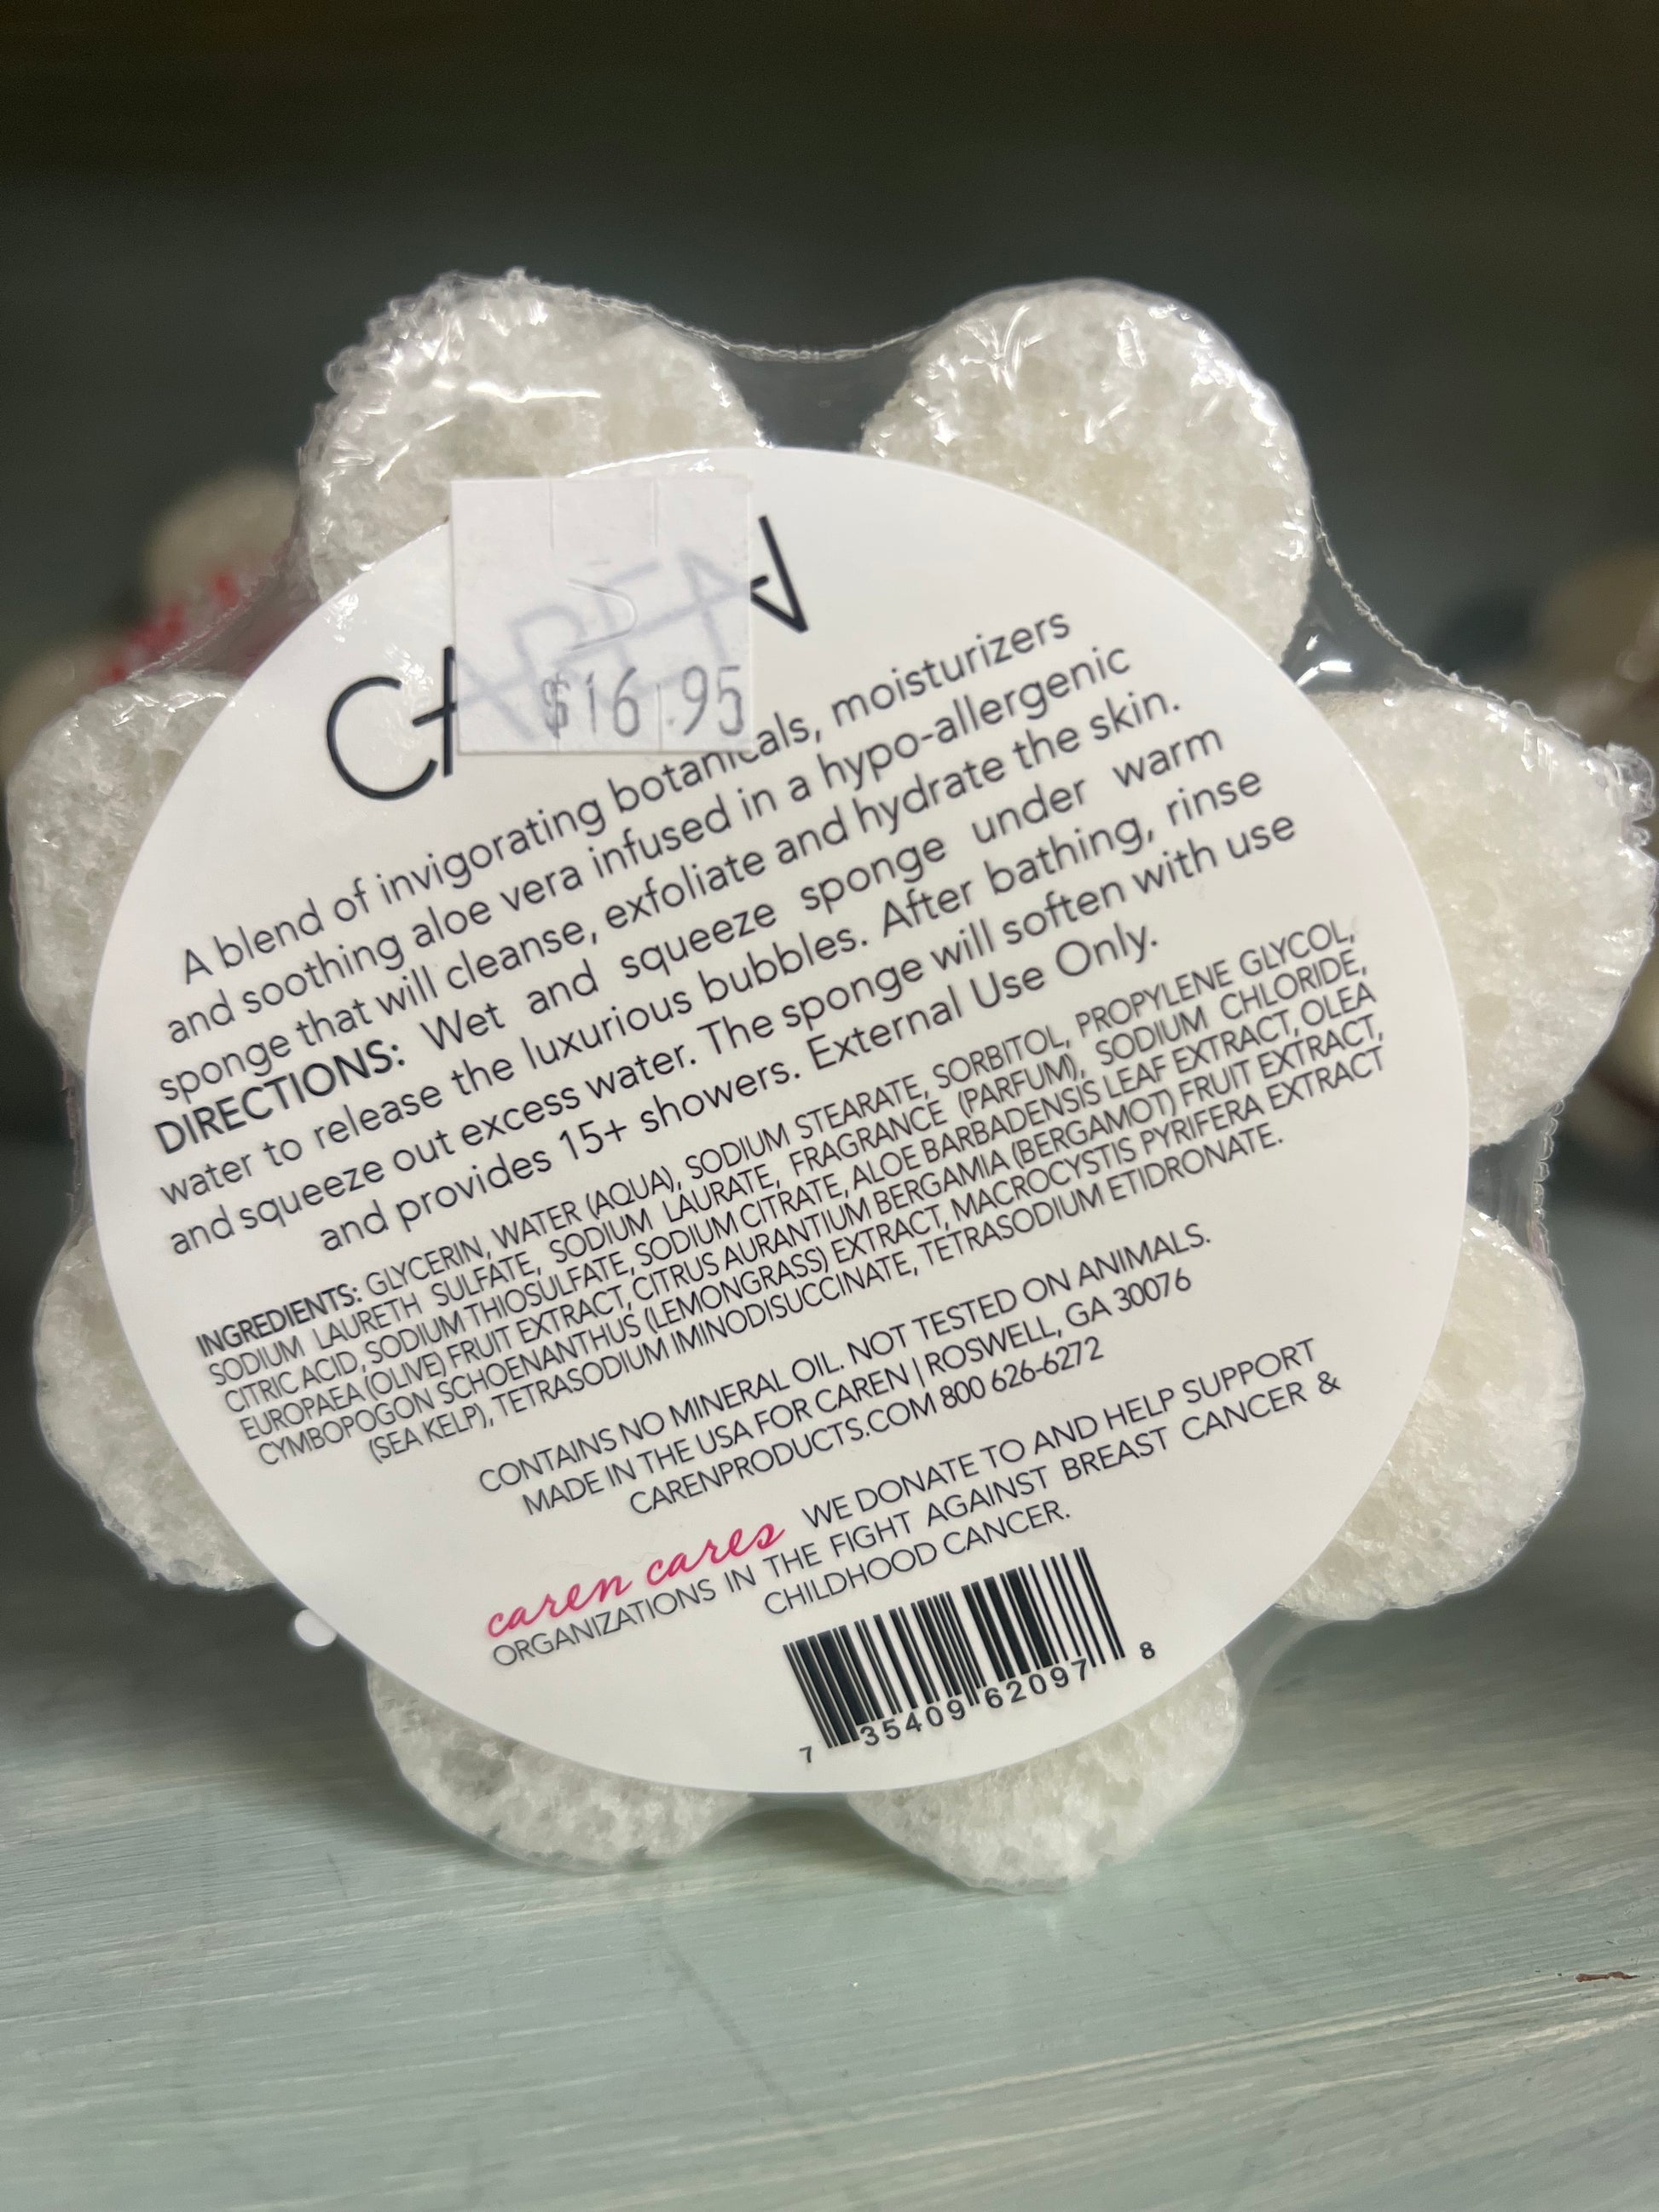 CAREN
$16.95
A blend of invigorating botanicals, moisturizers
and soothing aloe vera infused in a hypo-allergenic
sponge that will cleanse, exfoliate and hydrate the skin.
DIRECTIONS: Wet and squeeze sponge under warm
water to release the luxurious bubbles. After bathing, rinse
and squeeze out excess water. The sponge will soften with use
and provides 15+ showers. External Use Only.
INGREDIENTS: GLYCERIN, WATER (AQUA), SODIUM STEARATE, SORBITOL, PROPYLENE GLYCOL,
SODIUM LAURETH SULFATE, SODIUM LAURATE, FRAGRANCE (PARFUM), SODIUM CHLORIDE,
CITRIC ACID, SODIUM THIOSULFATE, SODIUM CITRATE, ALOE BARBADENSIS LEAF EXTRACT, OLEA
EUROPAEA (OLIVE) FRUIT EXTRACT, CITRUS AURANTIUM BERGAMIA (BERGAMOT) FRUIT EXTRACT,
CYMBOPOGON SCHOENANTHUS (LEMONGRASS) EXTRACT, MACROCYSTIS PYRIFERA EXTRACT
(SEA KELP), TETRASODIUM IMINODISUCCINATE, TETRASODIUM ETIDRONATE.
CONTAINS NO MINERAL OIL. NOT TESTED ON ANIMALS.
MADE IN THE USA FOR CAREN | ROSWELL, GA 30076
CARENPRODUCTS.COM 800 626-6272
caren cares WE DONATE TO AND HELP SUPPORT
ORGANIZATIONS IN THE FIGHT AGAINST BREAST CANCER &
CHILDHOOD CANCER.
7 35409 62097 8